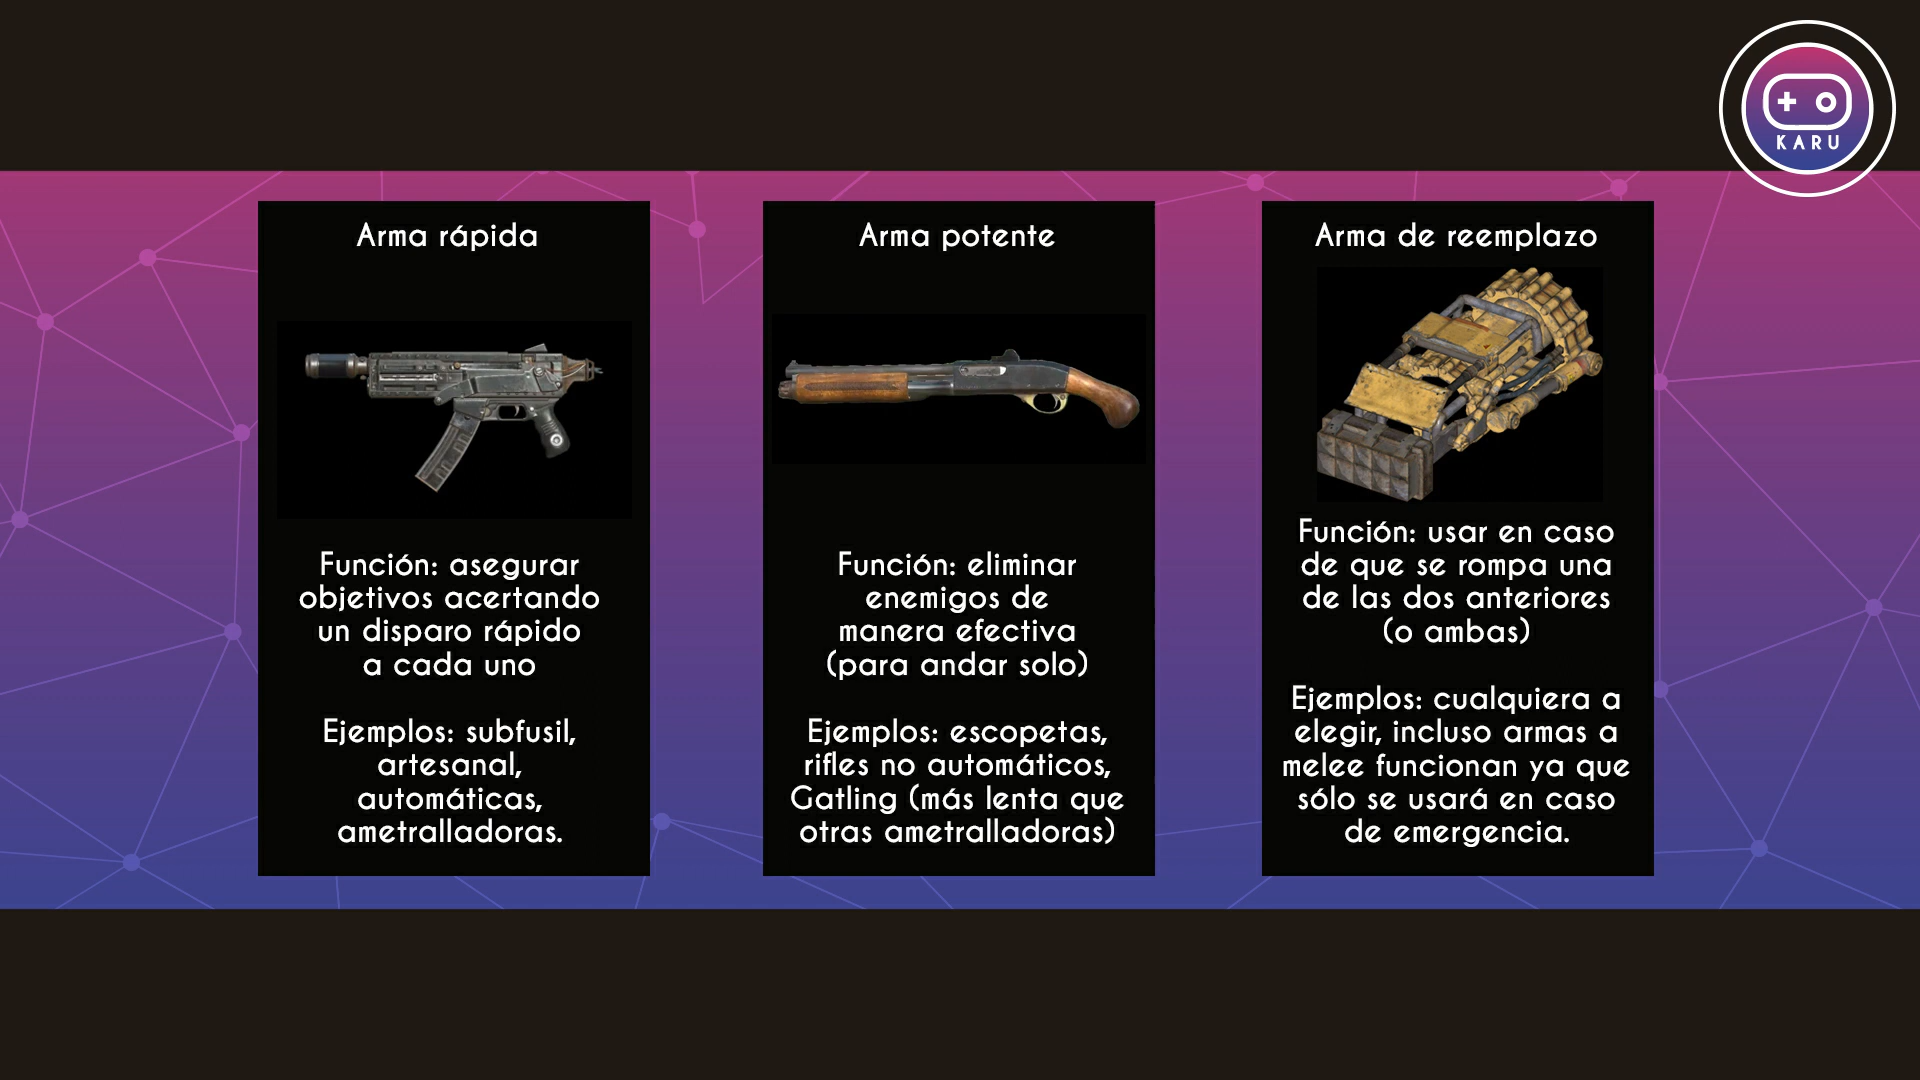 KARU
Arma rápida
Función: asegurar
objetivos acertando
un disparo rápido
a cada uno
Ejemplos: subfusil,
artesanal,
automáticas,
ametralladoras.
Arma potente
Función: eliminar
enemigos de
manera efectiva
(para andar solo)
Ejemplos: escopetas,
rifles no automáticos,
Gatling (más lenta que
otras ametralladoras)
Arma de reemplazo
Función: usar en caso
de que se rompa una
de las dos anteriores
(o ambas)
Ejemplos: cualquiera a
elegir, incluso armas a
melee funcionan ya que
sólo se usará en caso
de emergencia.